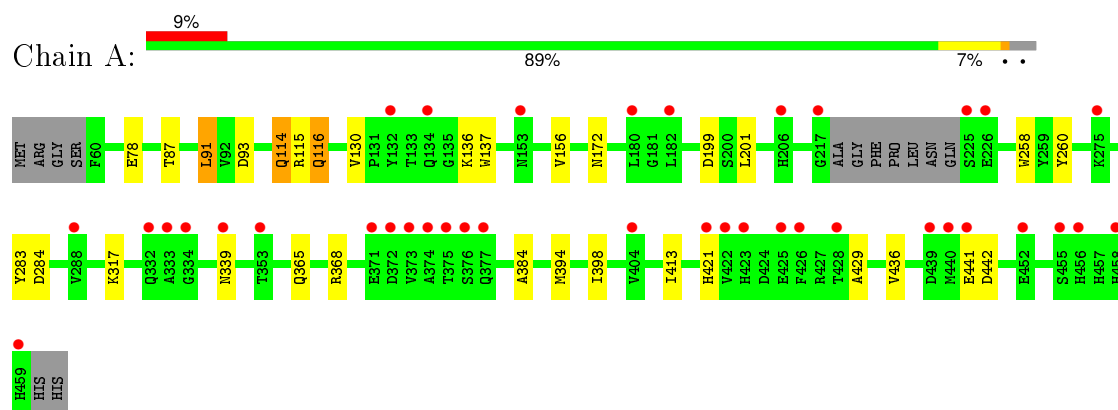 9%
Chain A:
89% 7% • •
MET ARG GLY SER F60 E78 T87 L91 V92 D93 Q114 R115 Q116 V130 P131 Y132 T133 Q134 G135 K136 W137 N153 V156 N172 L180 G181 L182 D199 S200 L201 H206 G217 ALA GLY PHE PRO LEU ASN GLN S225 E226 W258 Y259 Y260 K275
Y283 D284 V288 K317 Q332 A333 G334 N339 T353 Q365 R368 E371 D372 V373 A374 T375 S376 Q377 A384 M394 I398 V404 I413 H421 V422 H423 D424 E425 F426 R427 T428 A429 V436 D439 M440 E441 D442 E452 S455 H456 H457 H458
H459 HIS HIS